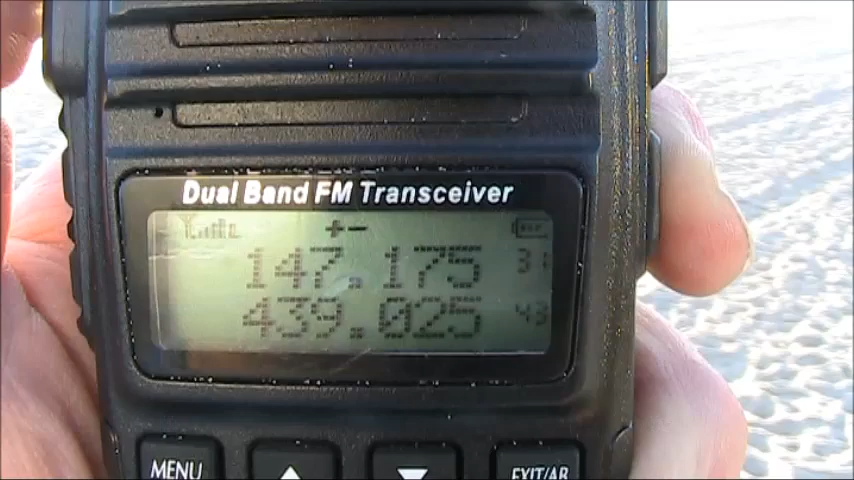 Dual Band FM Transceiver
+-
147.175
439.025
MENU
EXIT/AB